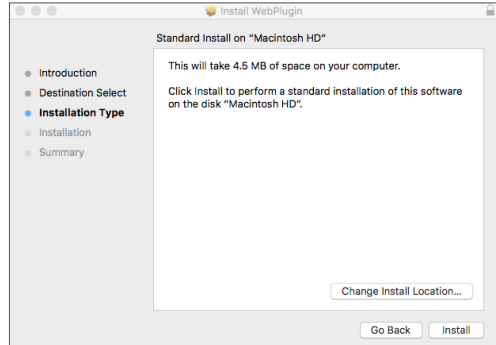 Install WebPlugin
Standard Install on “Macintosh HD”
Introduction
Destination Select
Installation Type
Installation
Summary
This will take 4.5 MB of space on your computer.
Click Install to perform a standard installation of this software
on the disk “Macintosh HD”.
Change Install Location...
Go Back
Install